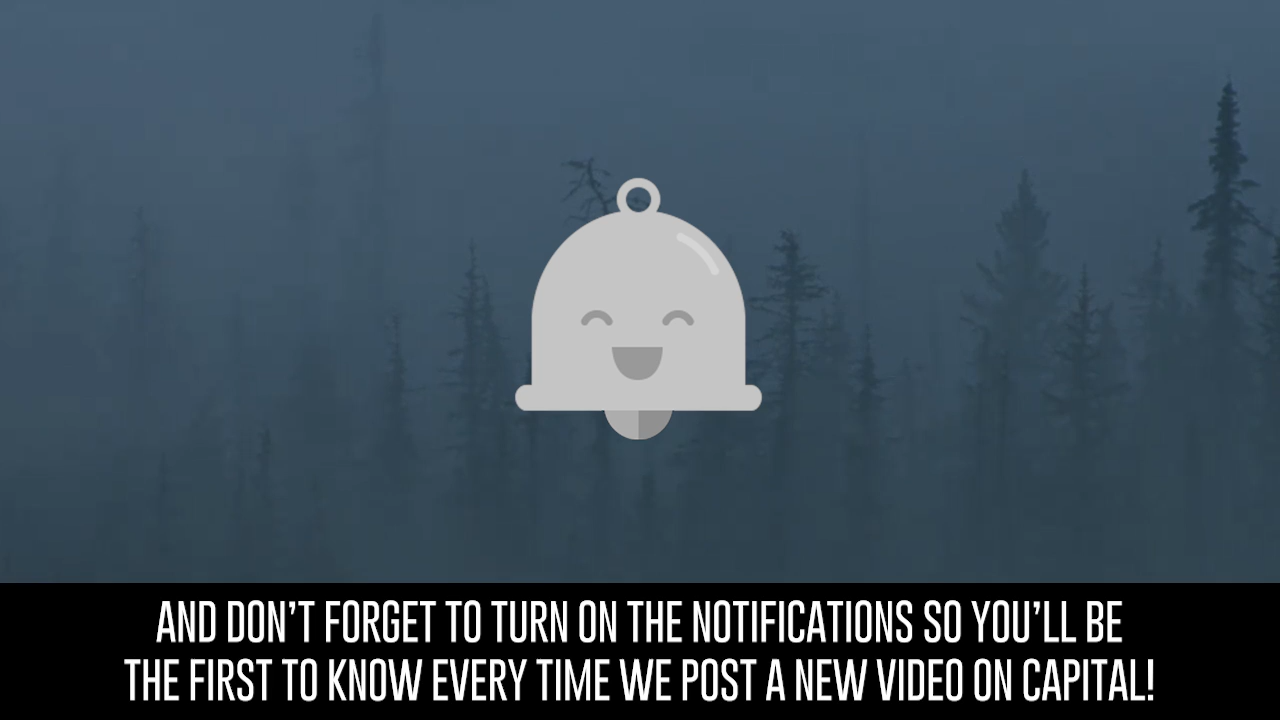 AND DON'T FORGET TO TURN ON THE NOTIFICATIONS SO YOU'LL BE
THE FIRST TO KNOW EVERY TIME WE POST A NEW VIDEO ON CAPITAL!